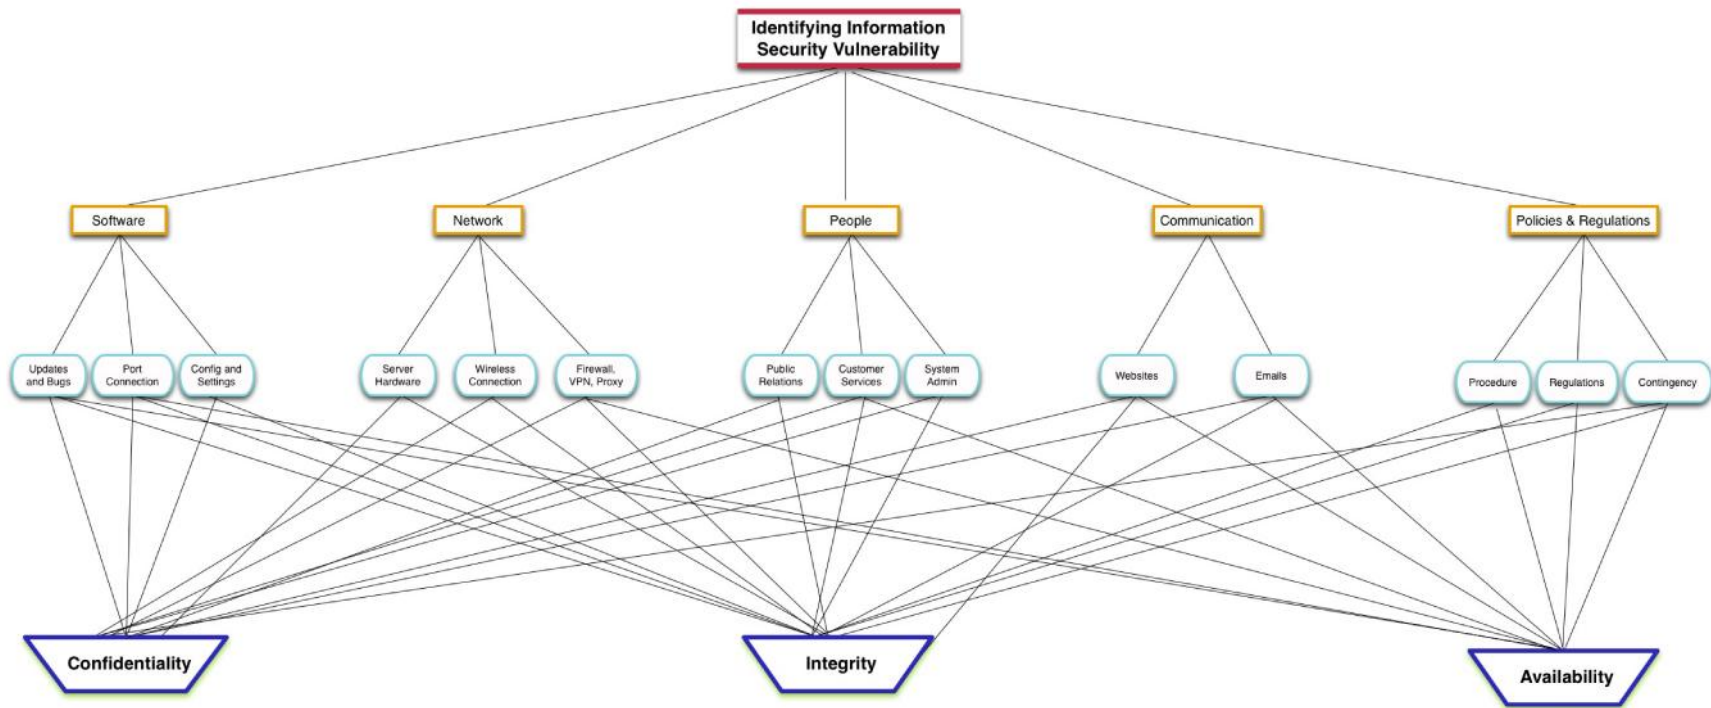 Identifying Information
Security Vulnerability
Software
Network
People
Communication
Policies & Regulations
Updates
and Bugs
Port
Connection
Config and
Settings
Server
Hardware
Wireless
Connection
Firewall,
VPN, Proxy
Public
Relations
Customer
Services
System
Admin
Websites
Emails
Procedure
Regulations
Contingency
Confidentiality
Integrity
Availability